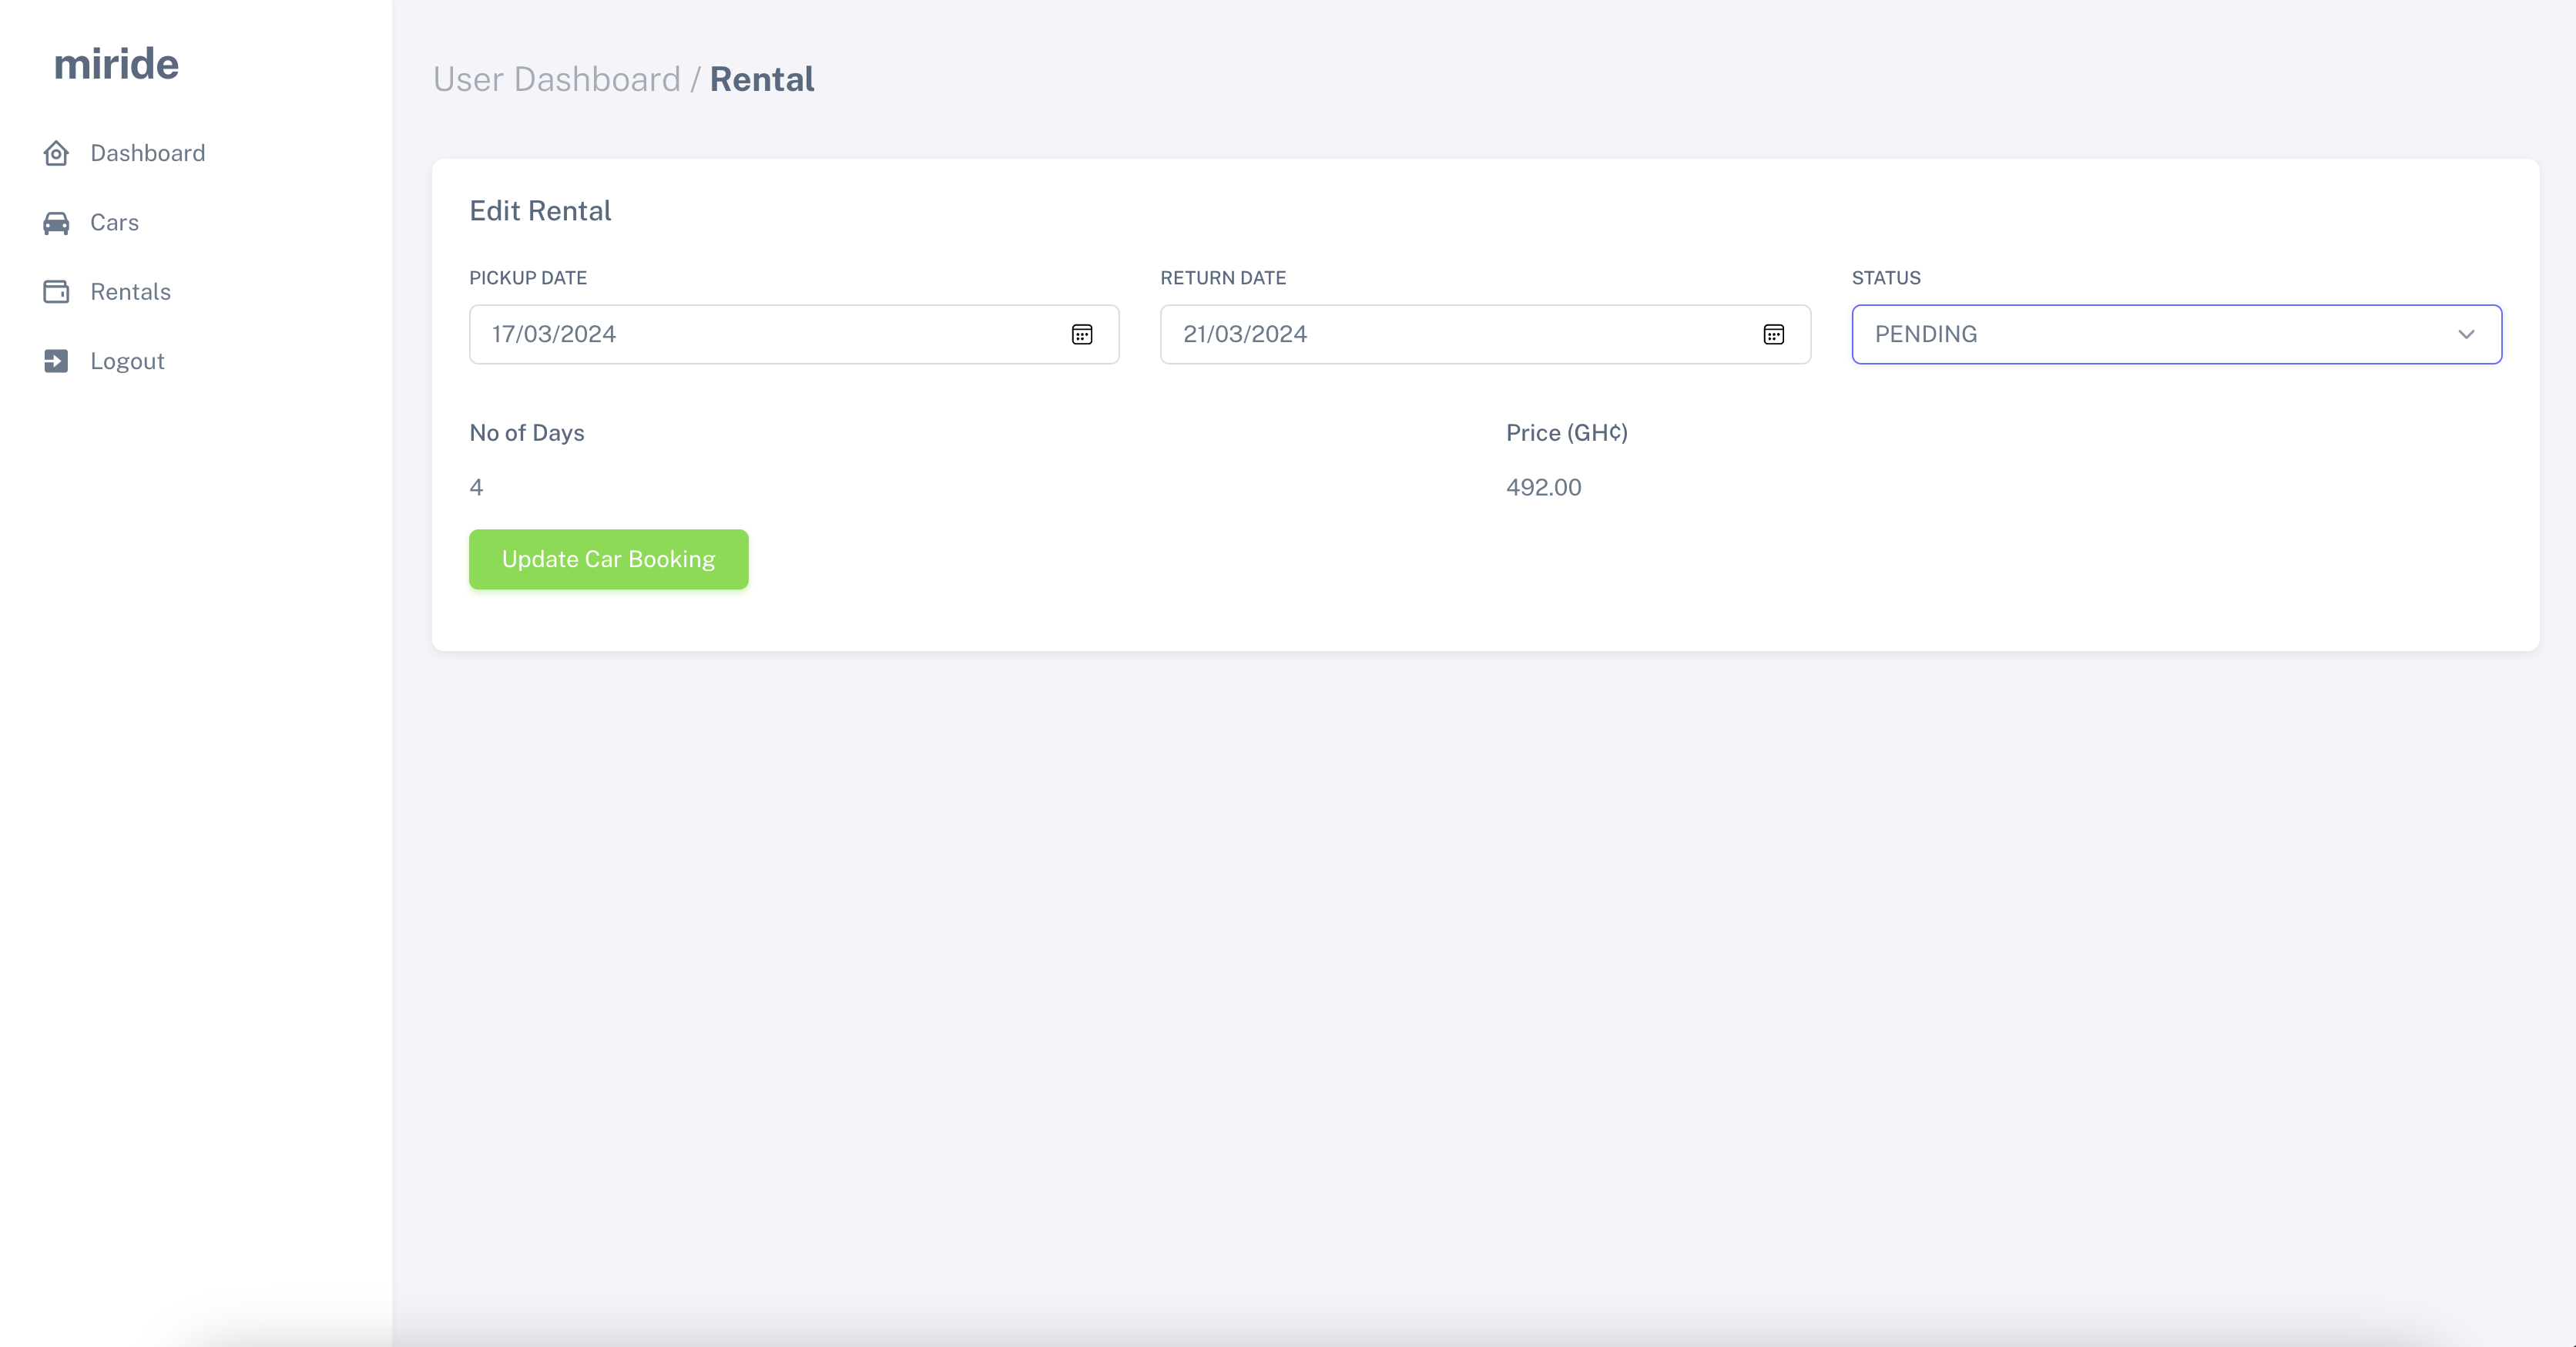 miride
Dashboard
Cars
Rentals
Logout
User Dashboard / Rental
Edit Rental
PICKUP DATE
17/03/2024
RETURN DATE
21/03/2024
STATUS
PENDING
No of Days
4
Price (GH¢)
492.00
Update Car Booking